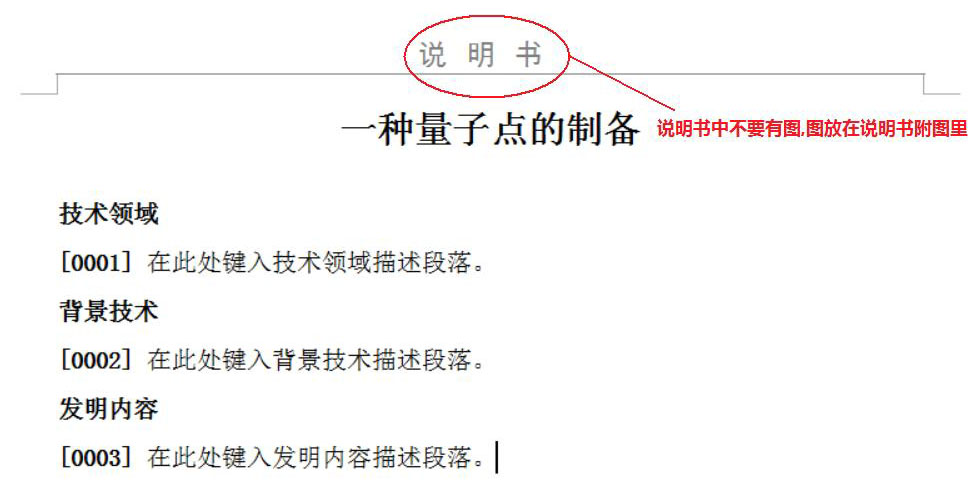 说 明 书
一种量子点的制备
说明书中不要有图,图放在说明书附图里
技术领域
[0001] 在此处键入技术领域描述段落。
背景技术
[0002] 在此处键入背景技术描述段落。
发明内容
[0003] 在此处键入发明内容描述段落。